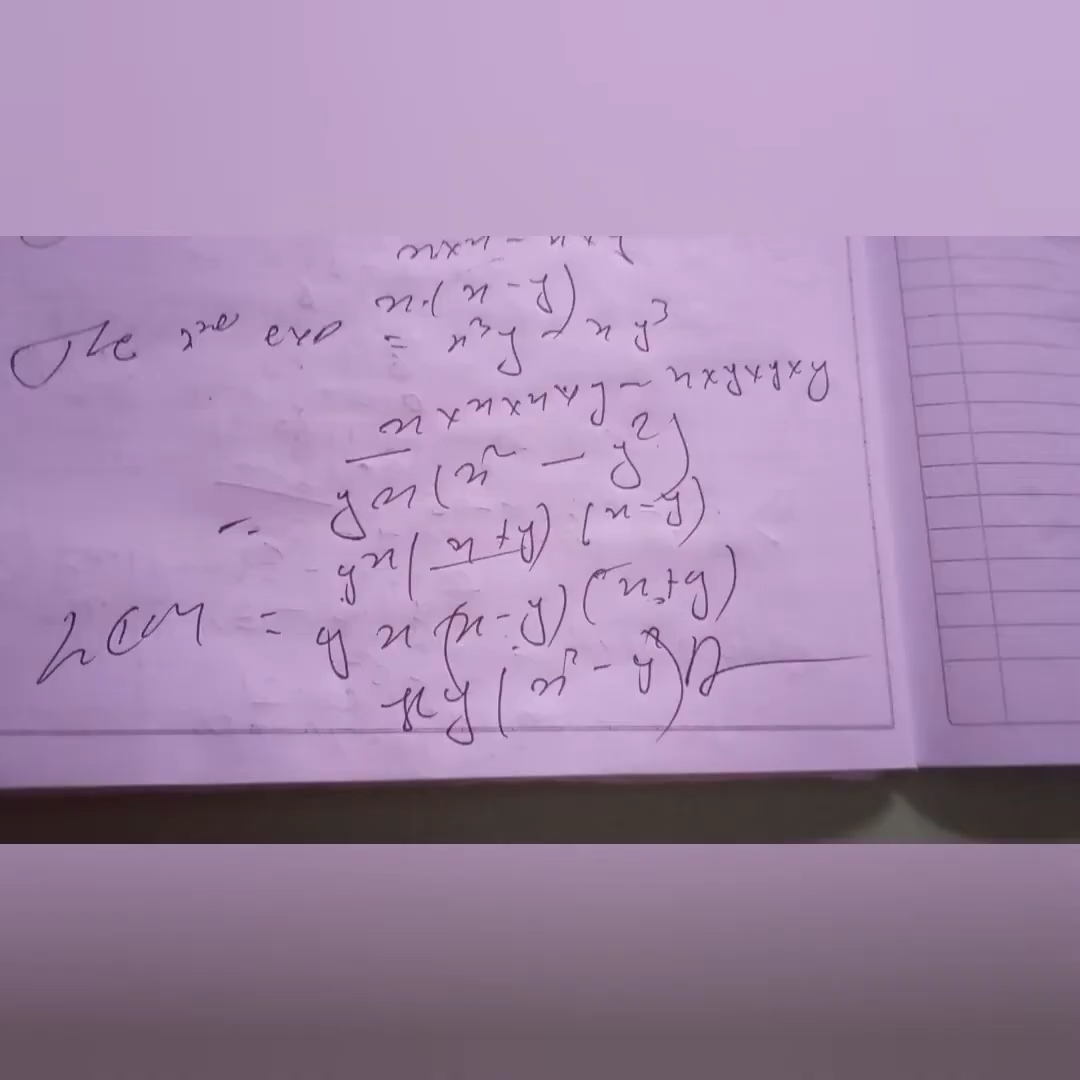 x(x-y)
The 2nd exp = x³y - xy³
x×x×x×y - x×y×y×y
= yx(x² - y²)
yx(x+y)(x-y)
LCM = yx(x-y)(x+y)
xy(x² - y²)